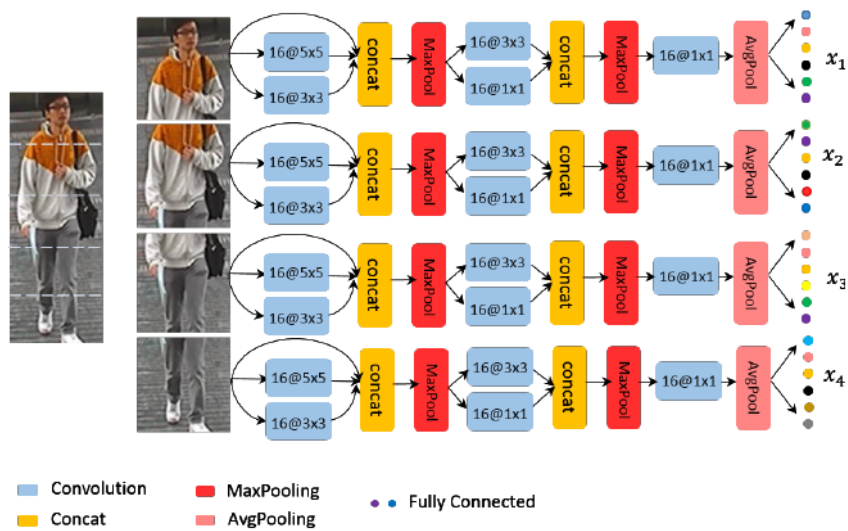 16@5x5
16@3x3
concat
MaxPool
16@3x3
16@1x1
concat
MaxPool
16@1x1
AvgPool
x1
16@5x5
16@3x3
concat
MaxPool
16@3x3
16@1x1
concat
MaxPool
16@1x1
AvgPool
x2
16@5x5
16@3x3
concat
MaxPool
16@3x3
16@1x1
concat
MaxPool
16@1x1
AvgPool
x3
16@5x5
16@3x3
concat
MaxPool
16@3x3
16@1x1
concat
MaxPool
16@1x1
AvgPool
x4
Convolution
MaxPooling
Fully Connected
Concat
AvgPooling